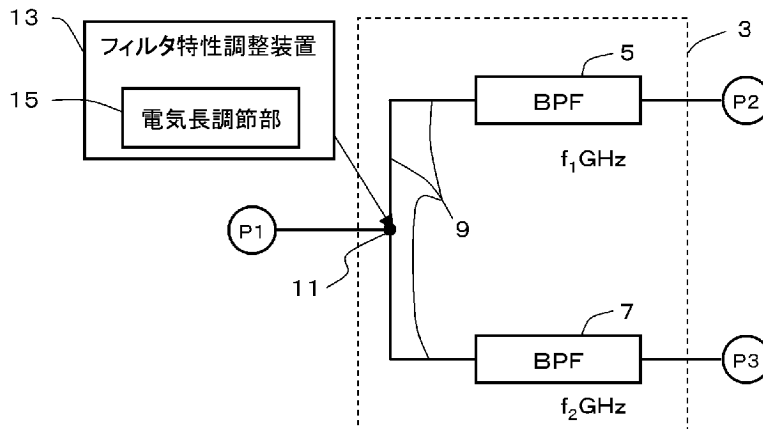 13
フィルタ特性調整装置
15
電気長調節部
3
5
BPF
P2
f₁GHz
P1
9
11
7
BPF
P3
f₂GHz